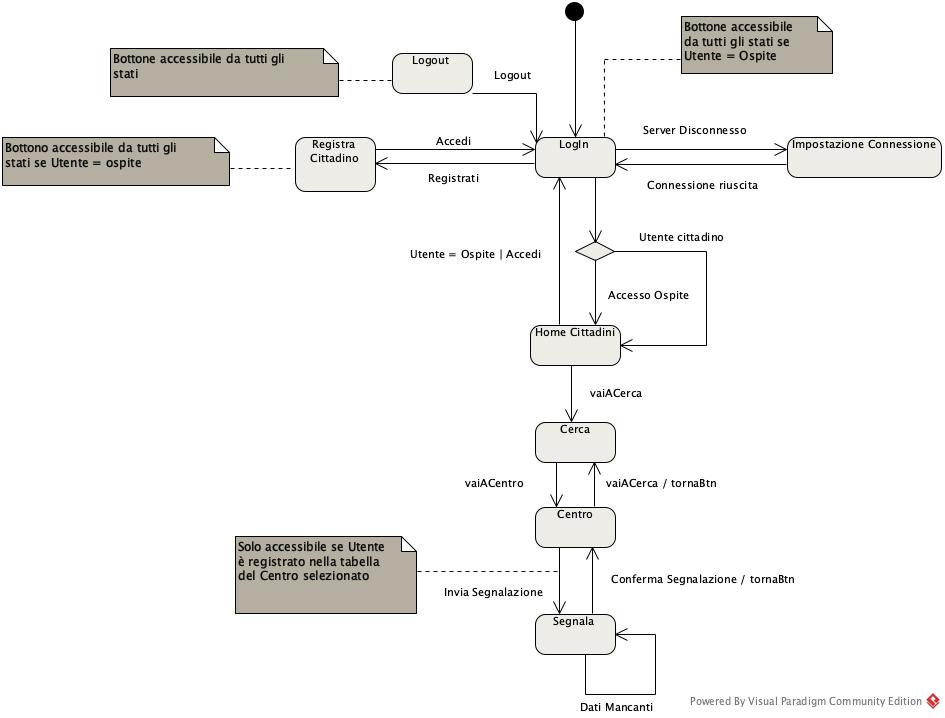 Bottone accessibile
da tutti gli stati se
Utente = Ospite
Bottone accessibile da tutti gli
stati
Logout
Logout
Bottono accessibile da tutti gli
stati se Utente = ospite
Registra
Cittadino
Accedi
Registrati
LogIn
Server Disconnesso
Connessione riuscita
Impostazione Connessione
Utente cittadino
Utente = Ospite | Accedi
Accesso Ospite
Home Cittadini
vaiACerca
Cerca
vaiACentro
vaiACerca / tornaBtn
Centro
Solo accessibile se Utente
è registrato nella tabella
del Centro selezionato
Invia Segnalazione
Conferma Segnalazione / tornaBtn
Segnala
Dati Mancanti
Powered By Visual Paradigm Community Edition